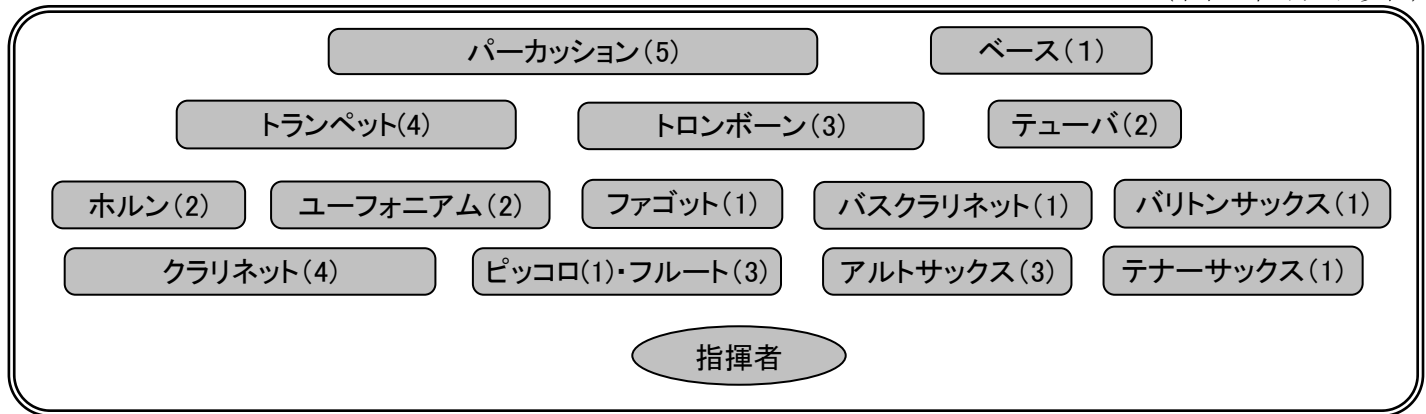 パーカッション(5) ベース(1)
トランペット(4) トロンボーン(3) テューバ(2)
ホルン(2) ユーフォニアム(2) ファゴット(1) バスクラリネット(1) バリトンサックス(1)
クラリネット(4) ピッコロ(1)・フルート(3) アルトサックス(3) テナーサックス(1)
指揮者